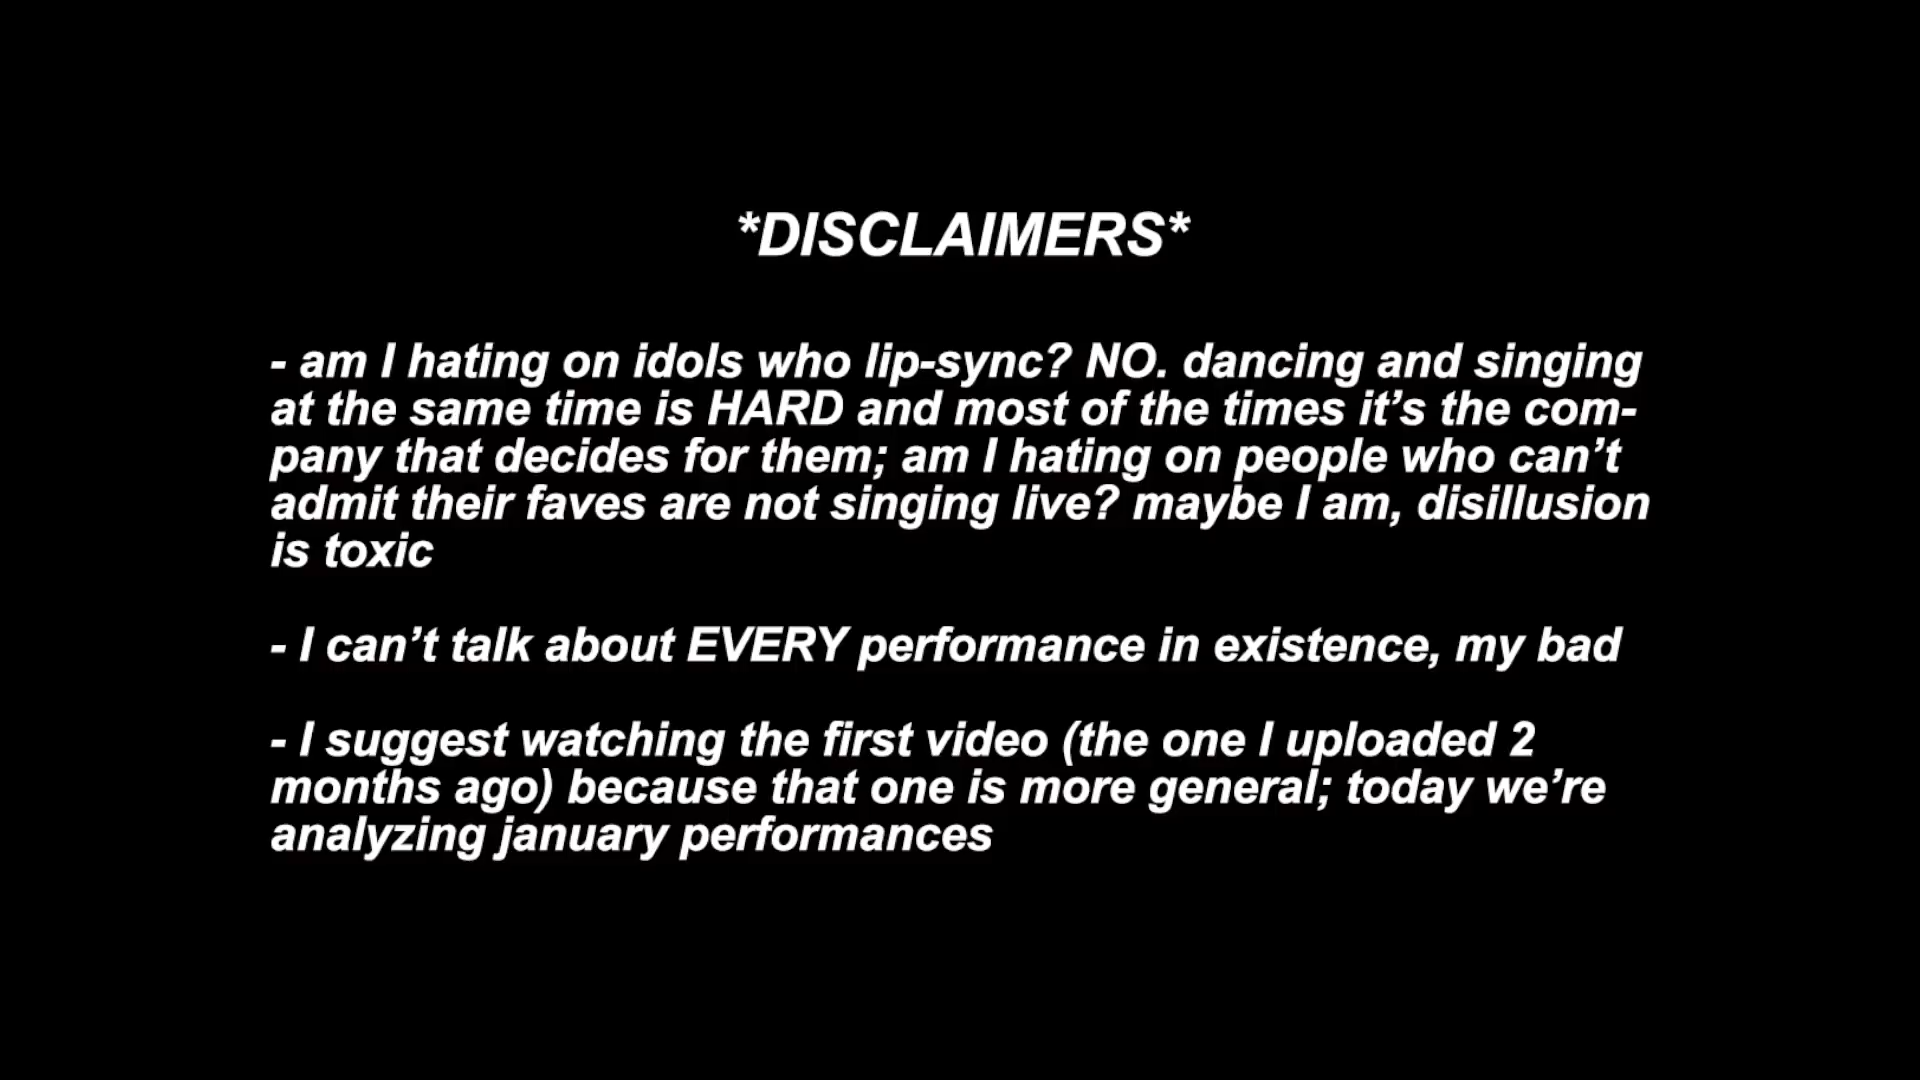 *DISCLAIMERS*
- am I hating on idols who lip-sync? NO. dancing and singing
at the same time is HARD and most of the times it’s the com-
pany that decides for them; am I hating on people who can’t
admit their faves are not singing live? maybe I am, disillusion
is toxic
- I can’t talk about EVERY performance in existence, my bad
- I suggest watching the first video (the one I uploaded 2
months ago) because that one is more general; today we’re
analyzing january performances